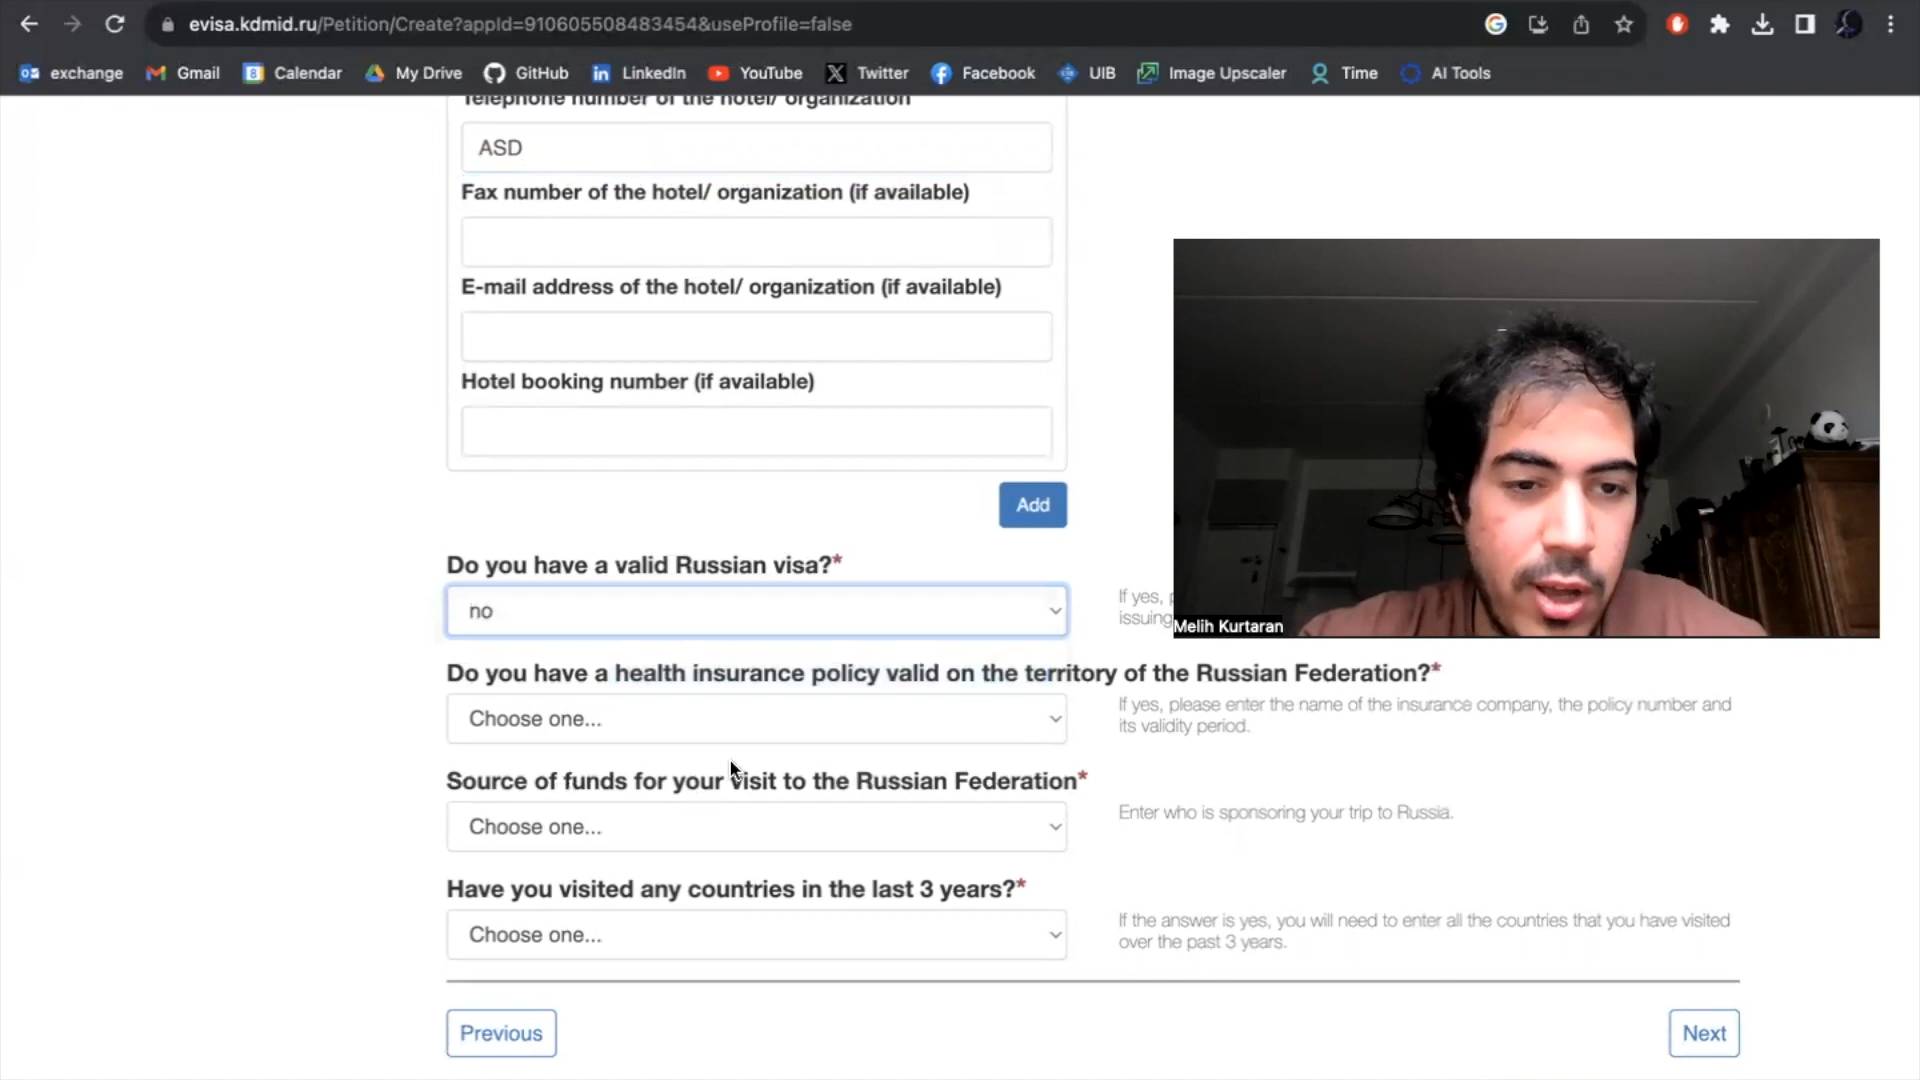 evisa.kdmid.ru/Petition/Create?appId=910605508483454&useProfile=false
exchange Gmail Calendar My Drive GitHub LinkedIn YouTube Twitter Facebook UIB Image Upscaler Time AI Tools
Telephone number of the hotel/ organization
ASD
Fax number of the hotel/ organization (if available)
E-mail address of the hotel/ organization (if available)
Hotel booking number (if available)
Add
Do you have a valid Russian visa?*
no
If yes,
issuing
Melih Kurtaran
Do you have a health insurance policy valid on the territory of the Russian Federation?*
Choose one...
If yes, please enter the name of the insurance company, the policy number and
its validity period.
Source of funds for your visit to the Russian Federation*
Choose one...
Enter who is sponsoring your trip to Russia.
Have you visited any countries in the last 3 years?*
Choose one...
If the answer is yes, you will need to enter all the countries that you have visited
over the past 3 years.
Previous
Next